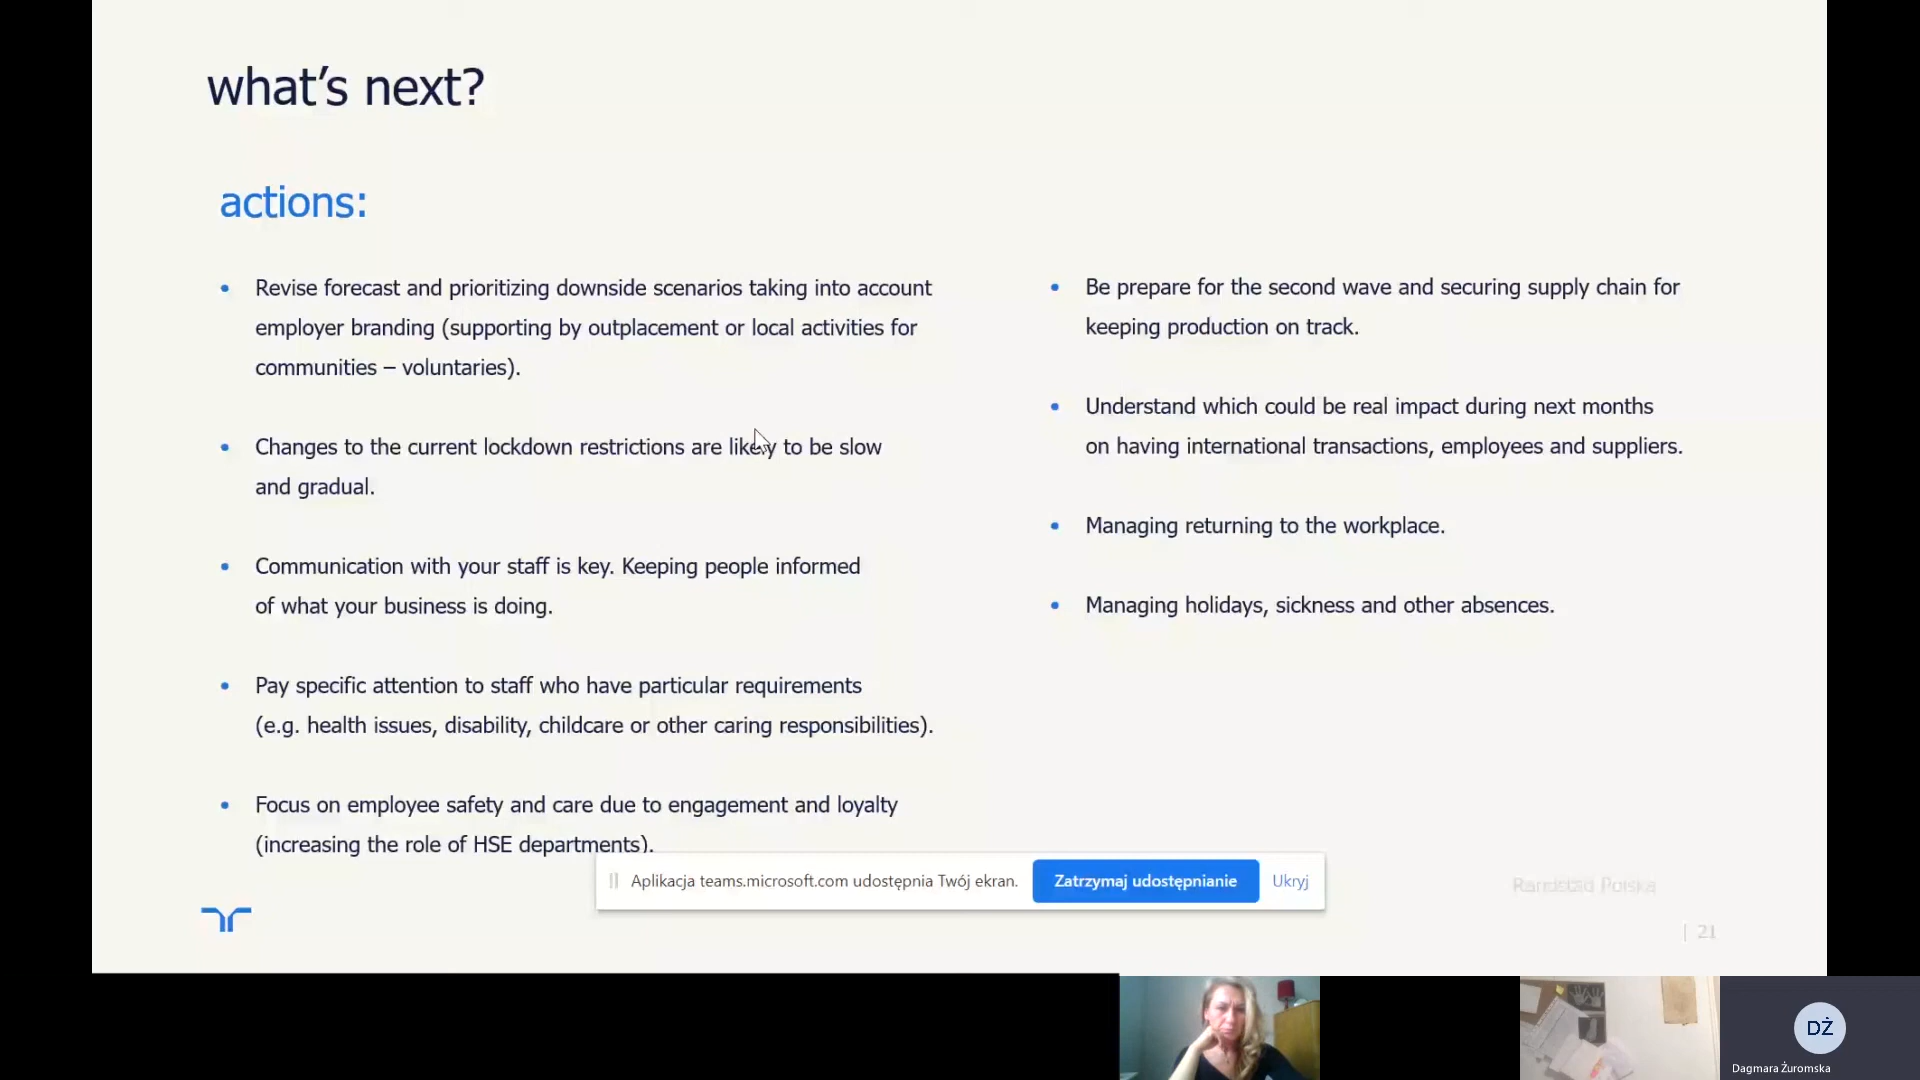 what’s next?
actions:
Revise forecast and prioritizing downside scenarios taking into account
employer branding (supporting by outplacement or local activities for
communities – voluntaries).
Changes to the current lockdown restrictions are likely to be slow
and gradual.
Communication with your staff is key. Keeping people informed
of what your business is doing.
Pay specific attention to staff who have particular requirements
(e.g. health issues, disability, childcare or other caring responsibilities).
Focus on employee safety and care due to engagement and loyalty
(increasing the role of HSE departments).
Be prepare for the second wave and securing supply chain for
keeping production on track.
Understand which could be real impact during next months
on having international transactions, employees and suppliers.
Managing returning to the workplace.
Managing holidays, sickness and other absences.
Aplikacja teams.microsoft.com udostępnia Twój ekran.
Zatrzymaj udostępnianie
Ukryj
Randstad Polska
| 21
DŻ
Dagmara Żuromska